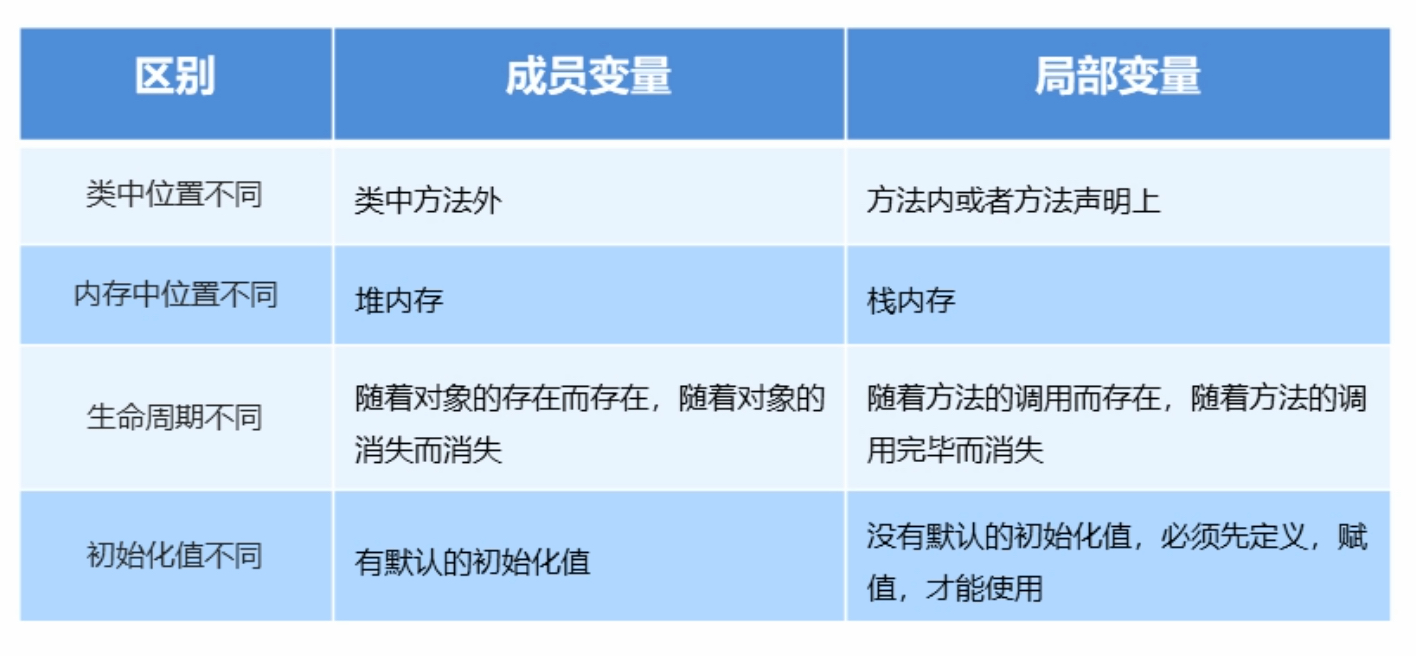 区别
成员变量
局部变量
类中位置不同
类中方法外
方法内或者方法声明上
内存中位置不同
堆内存
栈内存
生命周期不同
随着对象的存在而存在，随着对象的
消失而消失
随着方法的调用而存在，随着方法的调
用完毕而消失
初始化值不同
有默认的初始化值
没有默认的初始化值，必须先定义，赋
值，才能使用